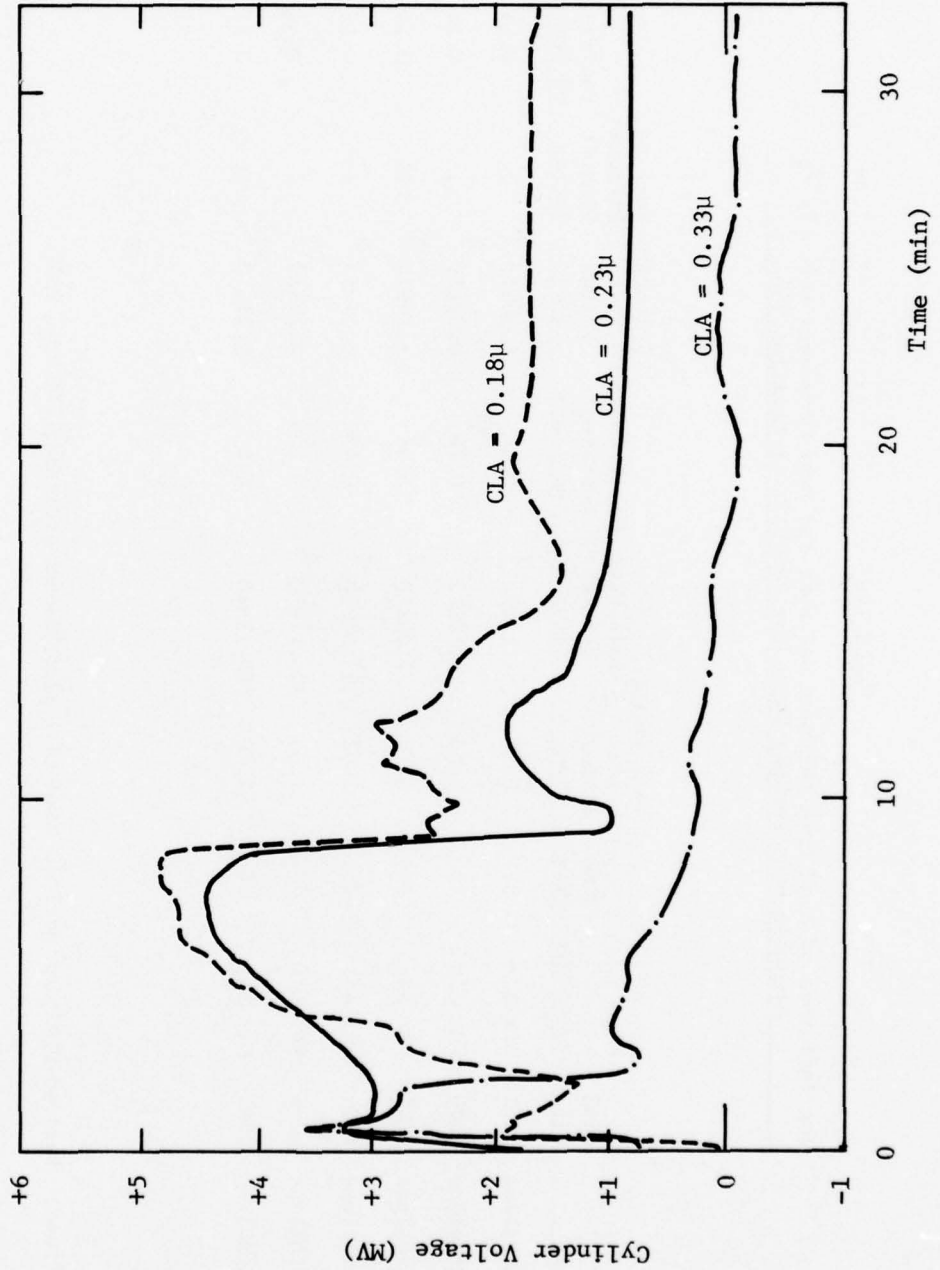 +6
+5
+4
+3
+2
+1
0
-1
Cylinder Voltage (MV)
CLA = 0.18μ
CLA = 0.23μ
CLA = 0.33μ
0
10
20
30
Time (min)